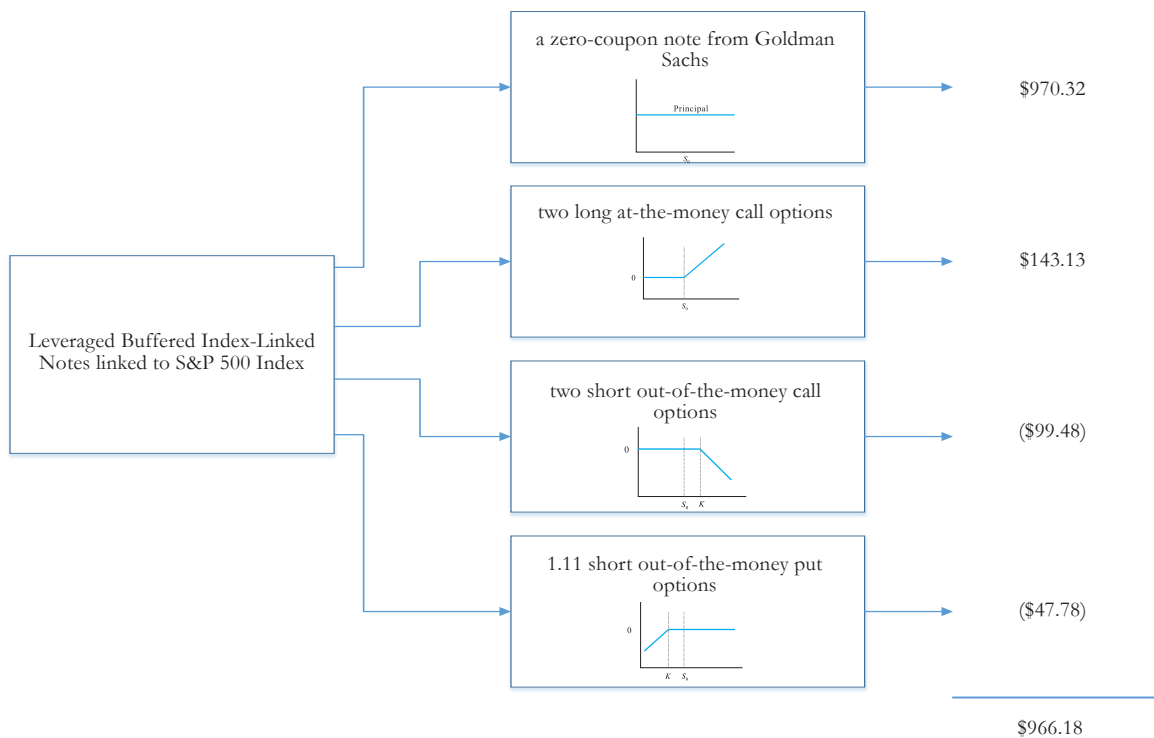 a zero-coupon note from Goldman
Sachs
Principal
S₀
$970.32
two long at-the-money call options
0
S₀
$143.13
Leveraged Buffered Index-Linked
Notes linked to S&P 500 Index
two short out-of-the-money call
options
0
S₀ K
($99.48)
1.11 short out-of-the-money put
options
0
K S₀
($47.78)
$966.18